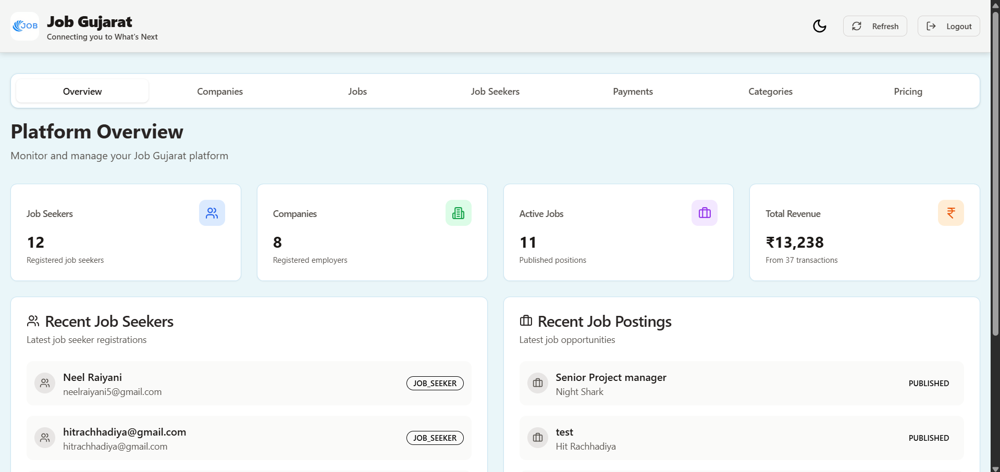 JOB
Job Gujarat
Connecting you to What's Next
Refresh
Logout
Overview
Companies
Jobs
Job Seekers
Payments
Categories
Pricing
Platform Overview
Monitor and manage your Job Gujarat platform
Job Seekers
12
Registered job seekers
Companies
8
Registered employers
Active Jobs
11
Published positions
Total Revenue
₹
₹13,238
From 37 transactions
Recent Job Seekers
Latest job seeker registrations
Neel Raiyani
neelraiyani5@gmail.com
JOB_SEEKER
hitrachhadiya@gmail.com
hitrachhadiya@gmail.com
JOB_SEEKER
Recent Job Postings
Latest job opportunities
Senior Project manager
Night Shark
PUBLISHED
test
Hit Rachhadiya
PUBLISHED